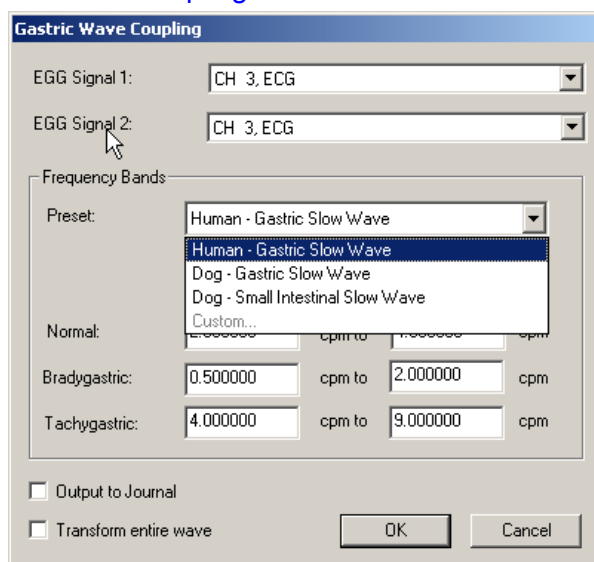 Gastric Wave Coupling
EGG Signal 1: CH 3, ECG
EGG Signal 2: CH 3, ECG
Frequency Bands
Preset: Human - Gastric Slow Wave
Human - Gastric Slow Wave
Dog - Gastric Slow Wave
Dog - Small Intestinal Slow Wave
Custom...
Normal: cpm to cpm
Bradygastric: 0.500000 cpm to 2.000000 cpm
Tachygastric: 4.000000 cpm to 9.000000 cpm
Output to Journal
Transform entire wave OK Cancel